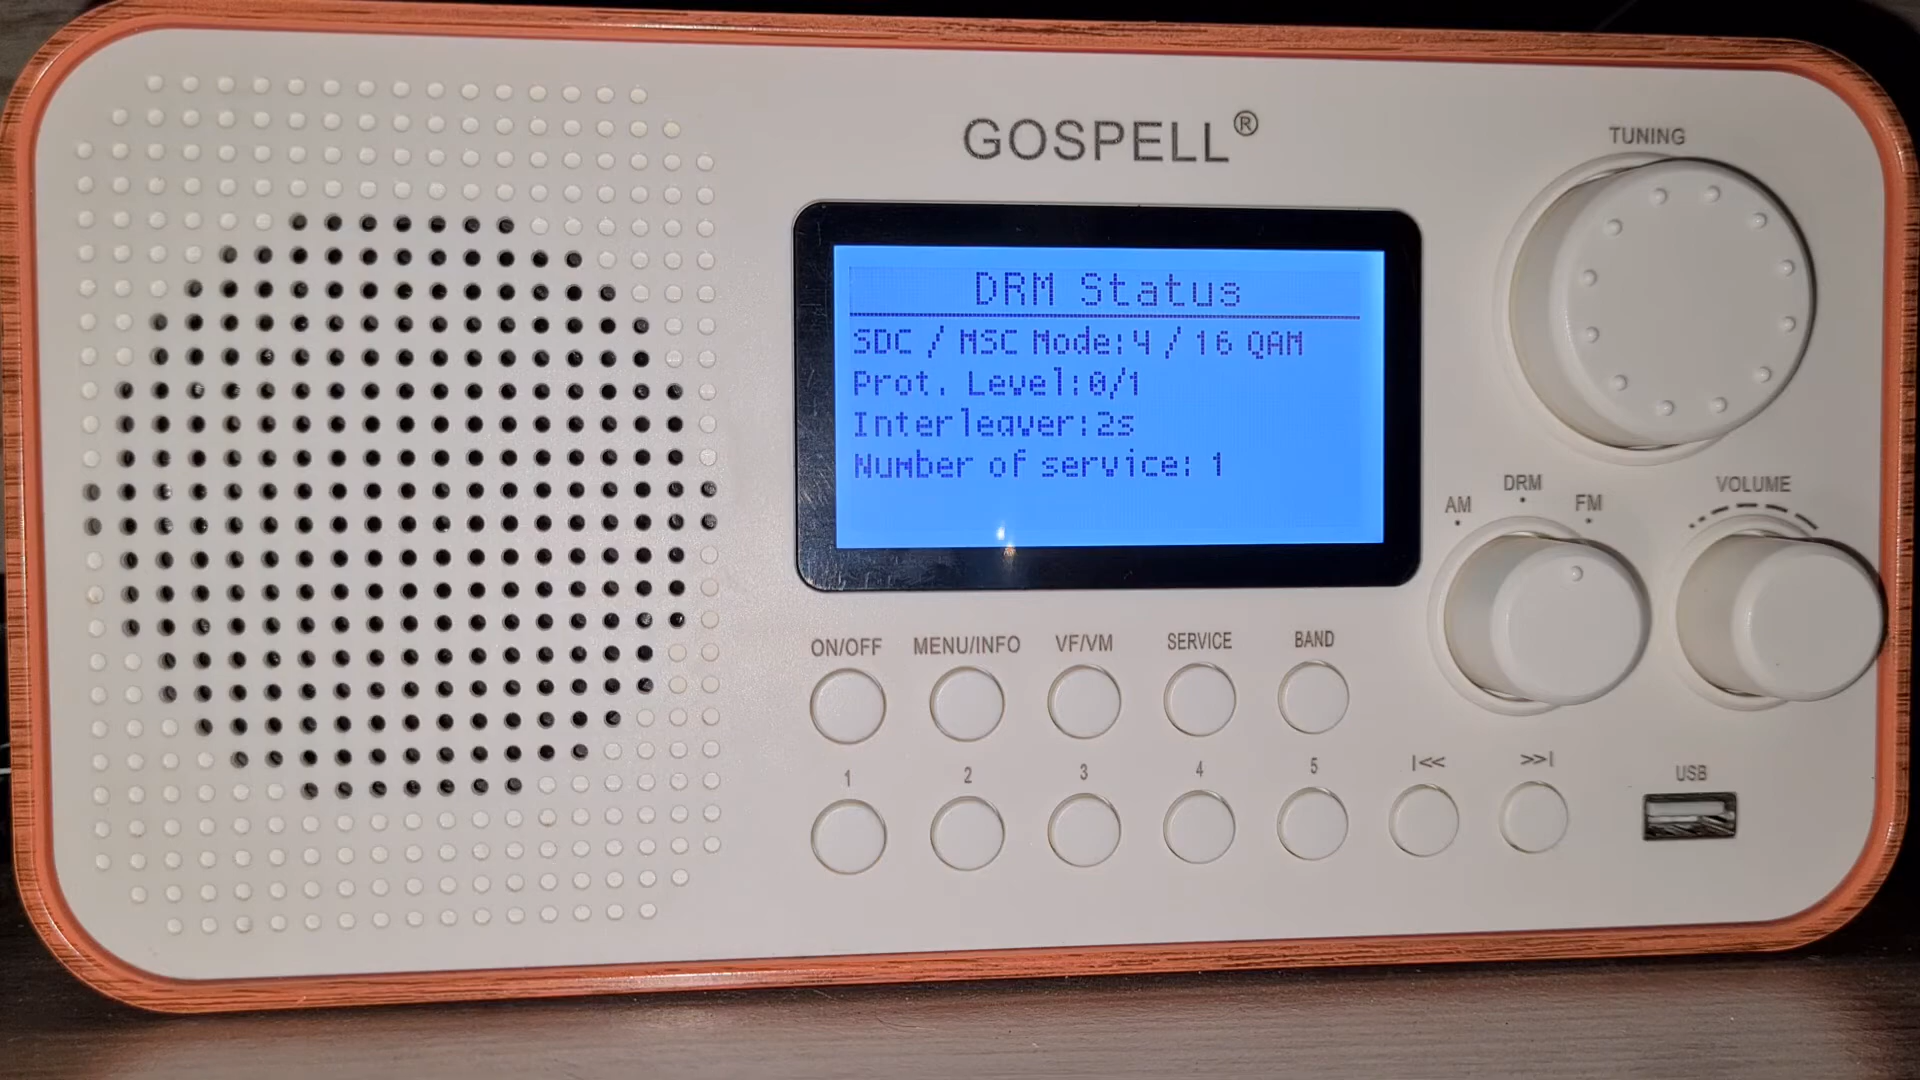 GOSPELL®
TUNING
DRM Status
SDC / MSC Mode:4 / 16 QAM
Prot. Level:0/1
Interleaver:2s
Number of service: 1
AM
DRM
FM
VOLUME
ON/OFF
MENU/INFO
VF/VM
SERVICE
BAND
1
2
3
4
5
I<<
>>I
USB